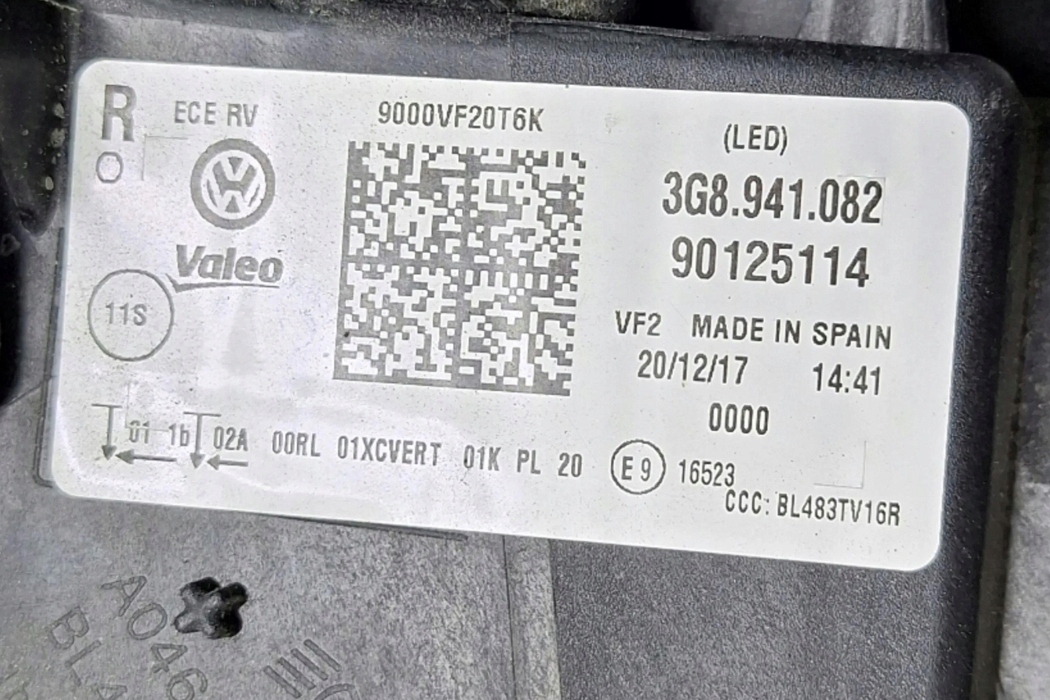 R ECE RV 9000VF20T6K (LED)
O
3G8.941.082
Valeo 90125114
11S
VF2 MADE IN SPAIN
20/12/17 14:41
0000
01 1b 02A 00RL 01XCVERT 01K PL 20 E9 16523
CCC: BL483TV16R
A046